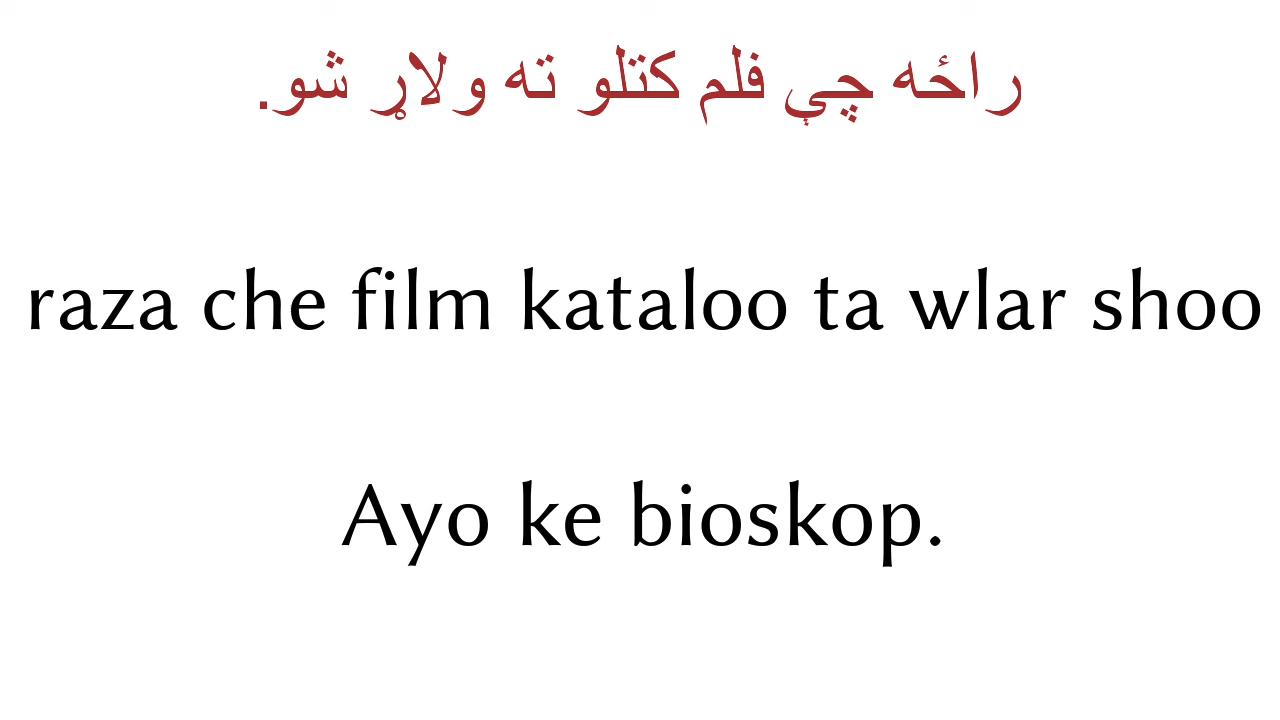 راځه چې فلم کتلو ته ولاړ شو.
raza che film kataloo ta wlar shoo
Ayo ke bioskop.